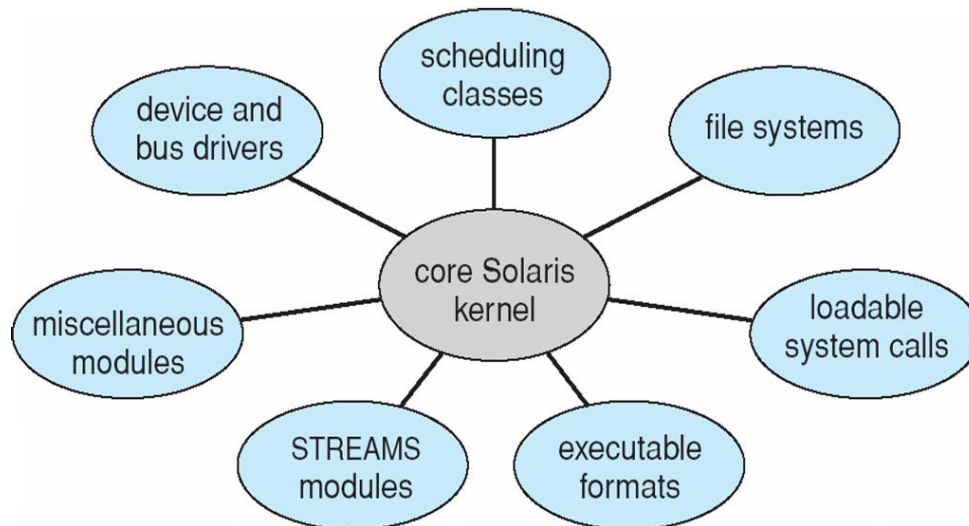 scheduling
classes
device and
bus drivers
file systems
core Solaris
kernel
miscellaneous
modules
loadable
system calls
STREAMS
modules
executable
formats